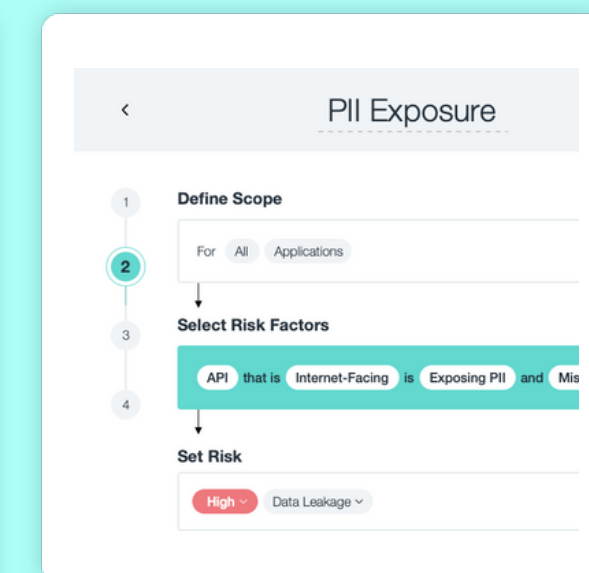 PII Exposure
1
Define Scope
For All Applications
2
Select Risk Factors
3
API that is Internet-Facing is Exposing PII and Mis
4
Set Risk
High Data Leakage